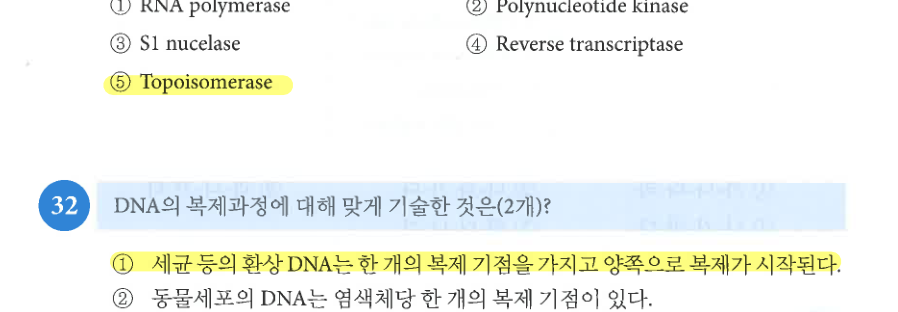 ① RNA polymerase ② Polynucleotide kinase
③ S1 nucelase ④ Reverse transcriptase
⑤ Topoisomerase
32 DNA의 복제과정에 대해 맞게 기술한 것은(2개)?
① 세균 등의 환상 DNA는 한 개의 복제 기점을 가지고 양쪽으로 복재가 시작된다.
② 동물세포의 DNA는 염색체당 한 개의 복제 기점이 있다.